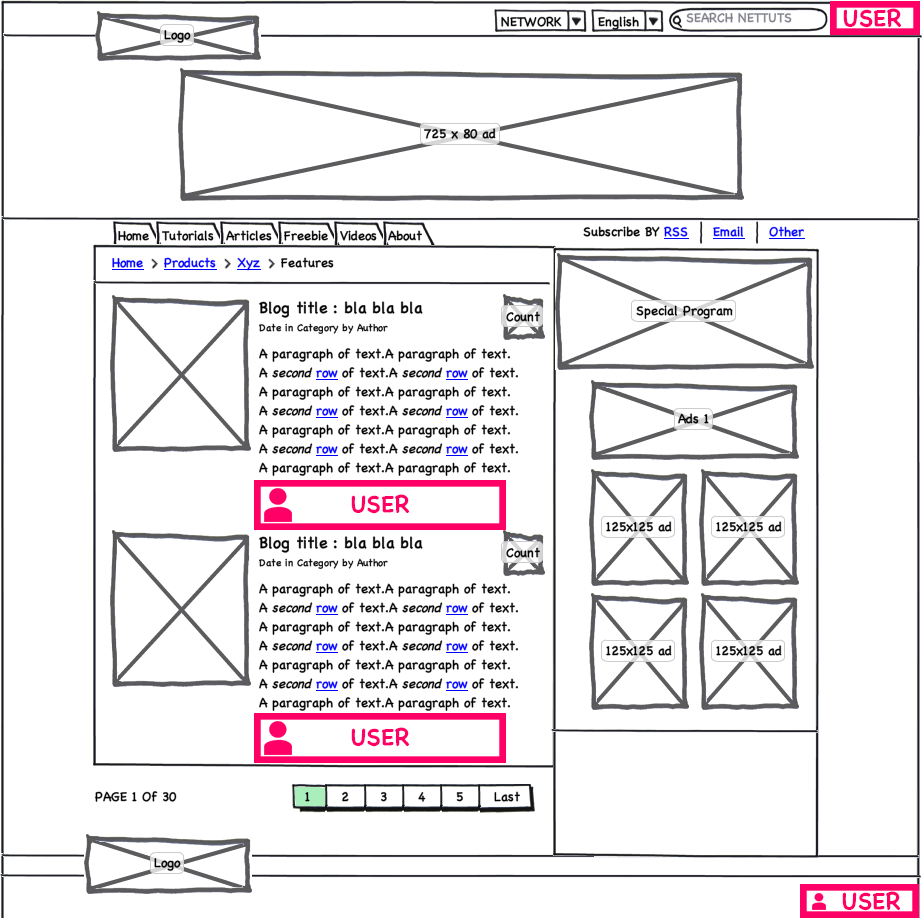 NETWORK English SEARCH NETTUTS USER
Logo
725 x 80 ad
Home Tutorials Articles Freebie Videos About
Subscribe BY RSS Email Other
Home > Products > Xyz > Features
Blog title : bla bla bla
Count
Date in Category by Author
A paragraph of text.A paragraph of text.
A second row of text.A second row of text.
A paragraph of text.A paragraph of text.
A second row of text.A second row of text.
A paragraph of text.A paragraph of text.
A second row of text.A second row of text.
A paragraph of text.A paragraph of text.
USER
Blog title : bla bla bla
Count
Date in Category by Author
A paragraph of text.A paragraph of text.
A second row of text.A second row of text.
A paragraph of text.A paragraph of text.
A second row of text.A second row of text.
A paragraph of text.A paragraph of text.
A second row of text.A second row of text.
A paragraph of text.A paragraph of text.
USER
Special Program
Ads 1
125x125 ad 125x125 ad
125x125 ad 125x125 ad
PAGE 1 OF 30
1 2 3 4 5 Last
Logo
USER